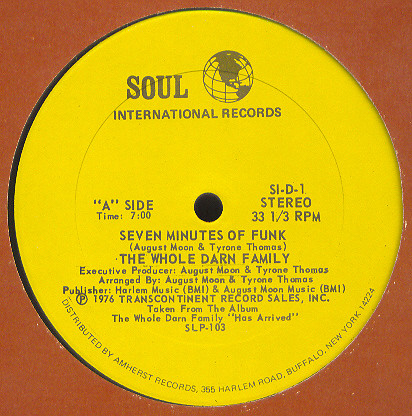 SOUL
INTERNATIONAL RECORDS
"A" SIDE
Time: 7:00
SI-D-1
STEREO
33 1/3 RPM
SEVEN MINUTES OF FUNK
(August Moon & Tyrone Thomas)
THE WHOLE DARN FAMILY
Executive Producer: August Moon & Tyrone Thomas
Arranged By: August Moon & Tyrone Thomas
Publisher: Harlem Music (BMI) & August Moon Music (BMI)
Ⓟ 1976 TRANSCONTINENT RECORD SALES, INC.
Taken From The Album
The Whole Darn Family "Has Arrived"
SLP-103
DISTRIBUTED BY AMHERST RECORDS, 355 HARLEM ROAD, BUFFALO, NEW YORK 14224